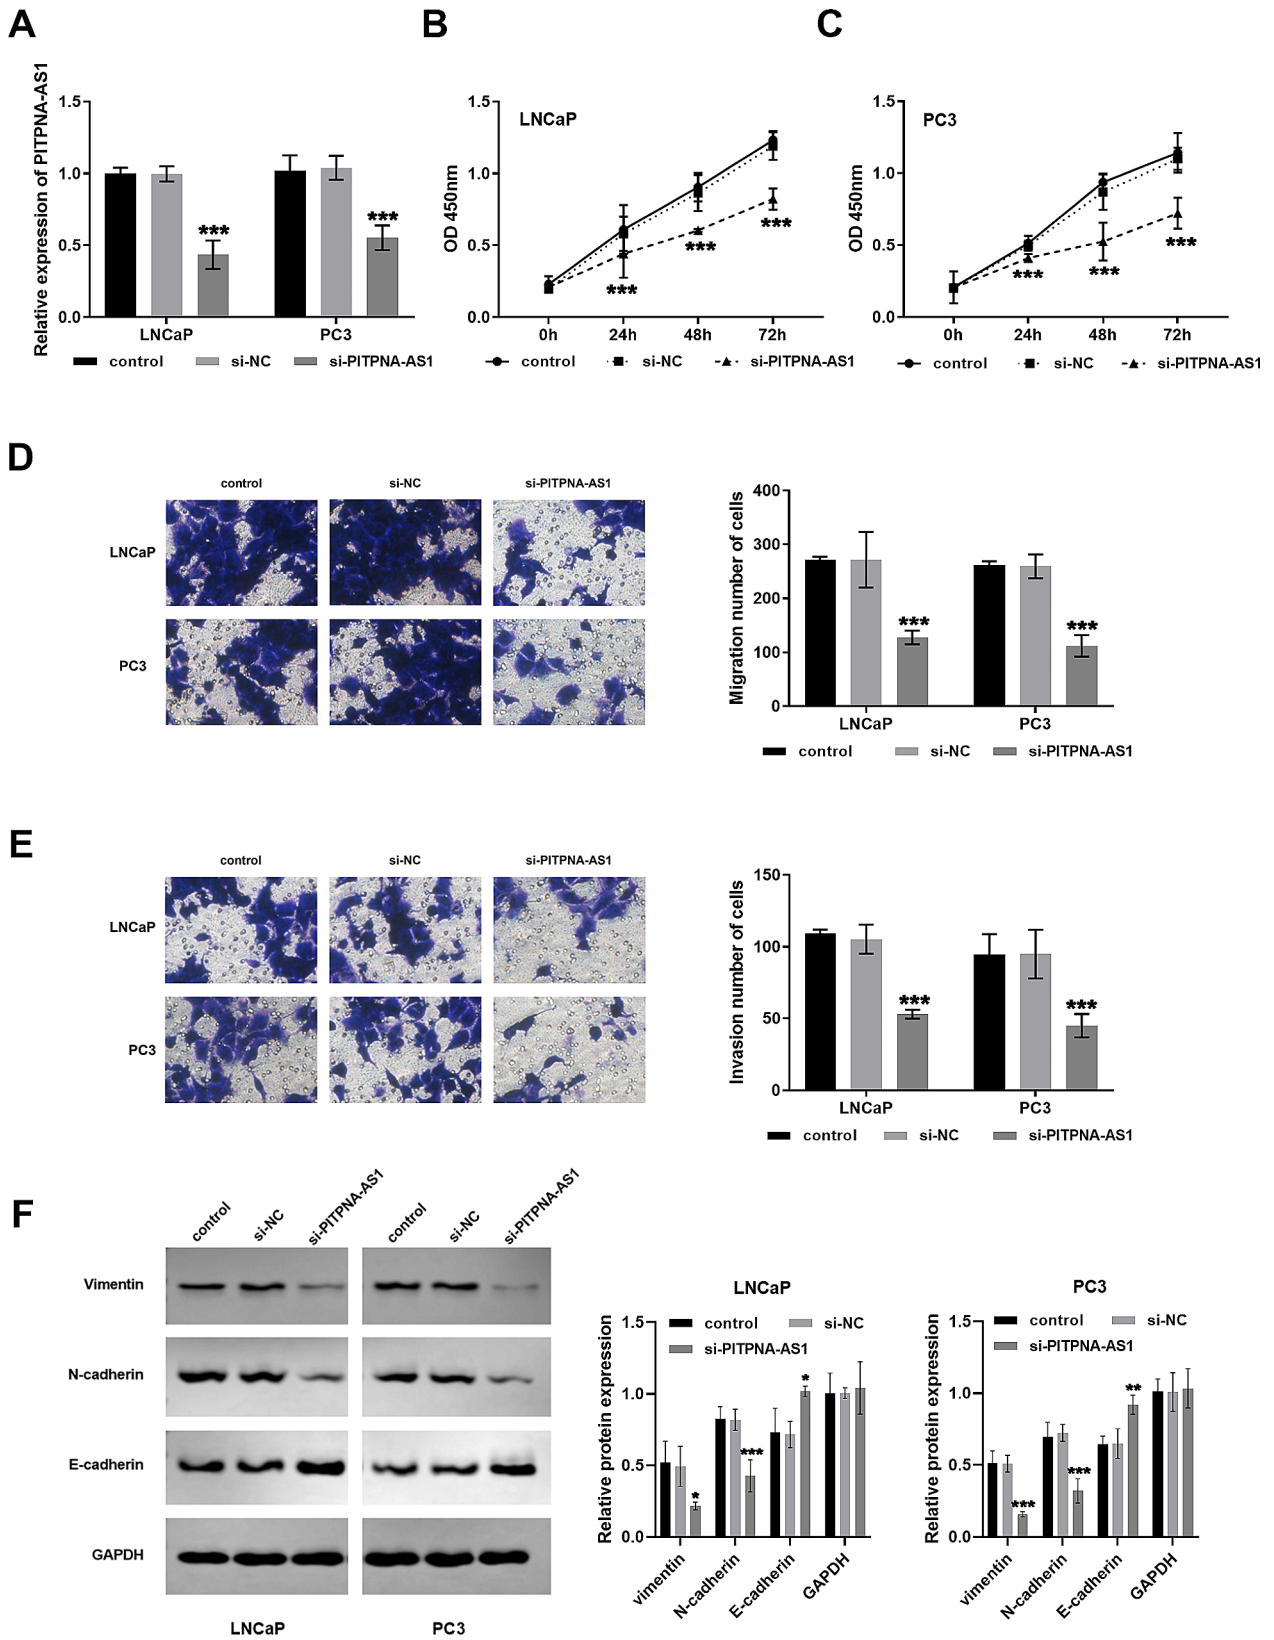 A
B
C
Relative expression of PITPNA-AS1
1.5
1.0
0.5
0.0
***
***
LNCaP
PC3
control
si-NC
si-PITPNA-AS1
OD 450nm
1.5
1.0
0.5
0.0
LNCaP
***
***
***
0h
24h
48h
72h
control
si-NC
si-PITPNA-AS1
OD 450nm
1.5
1.0
0.5
0.0
PC3
***
***
***
0h
24h
48h
72h
control
si-NC
si-PITPNA-AS1
D
control
si-NC
si-PITPNA-AS1
LNCaP
PC3
Migration number of cells
400
300
200
100
0
***
***
LNCaP
PC3
control
si-NC
si-PITPNA-AS1
E
control
si-NC
si-PITPNA-AS1
LNCaP
PC3
Invasion number of cells
150
100
50
0
***
***
LNCaP
PC3
control
si-NC
si-PITPNA-AS1
F
control
si-NC
si-PITPNA-AS1
control
si-NC
si-PITPNA-AS1
Vimentin
N-cadherin
E-cadherin
GAPDH
LNCaP
PC3
LNCaP
control
si-NC
si-PITPNA-AS1
Relative protein expression
1.5
1.0
0.5
0.0
*
***
*
vimentin
N-cadherin
E-cadherin
GAPDH
PC3
control
si-NC
si-PITPNA-AS1
Relative protein expression
1.5
1.0
0.5
0.0
***
***
**
vimentin
N-cadherin
E-cadherin
GAPDH